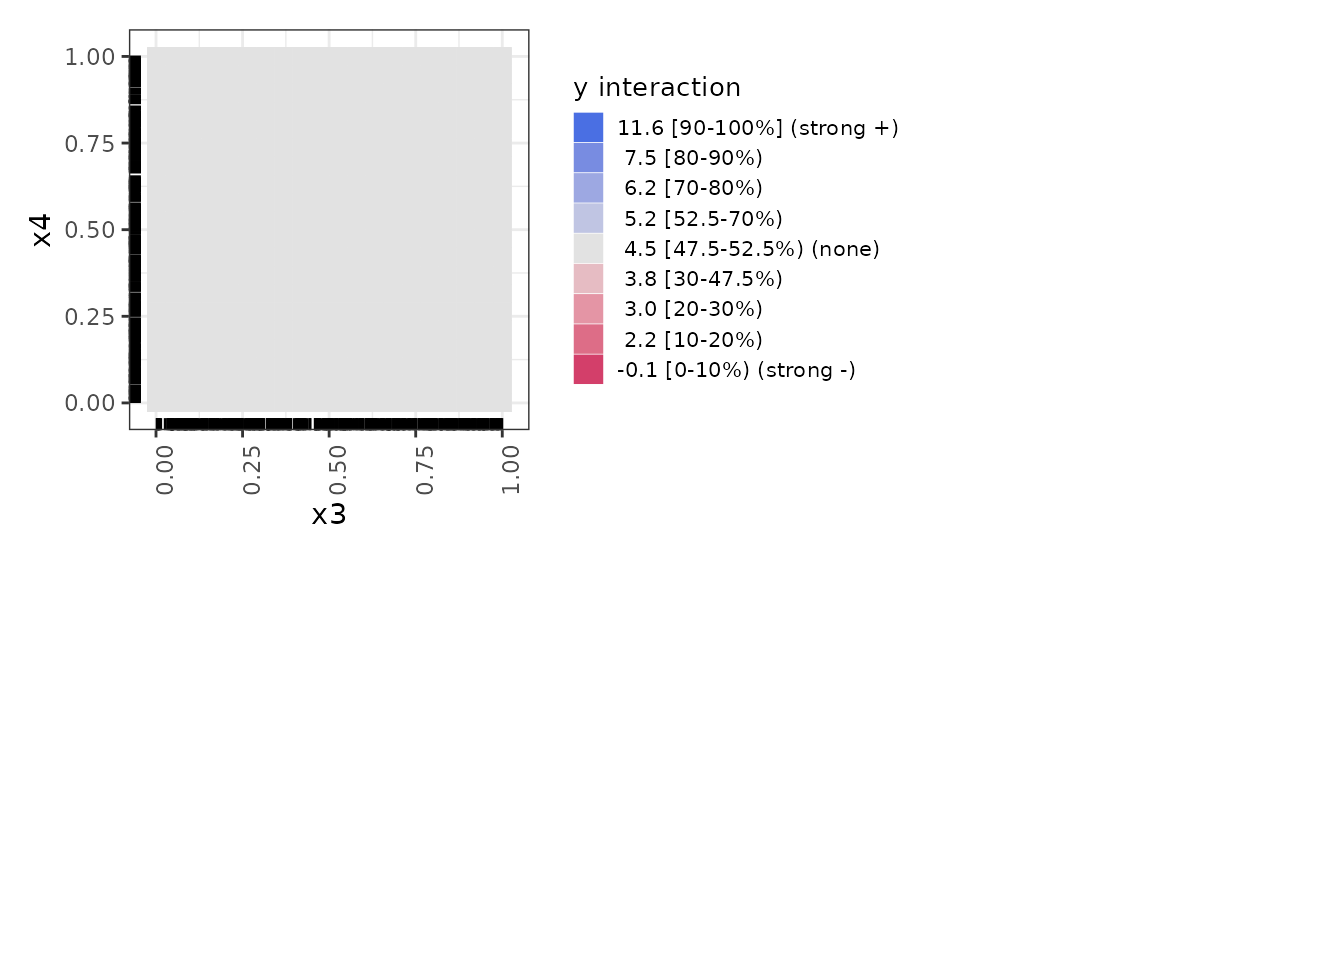 1.00
0.75
0.50
0.25
0.00
x4
0.00
0.25
0.50
0.75
1.00
x3
y interaction
11.6 [90-100%] (strong +)
7.5 [80-90%)
6.2 [70-80%)
5.2 [52.5-70%)
4.5 [47.5-52.5%) (none)
3.8 [30-47.5%)
3.0 [20-30%)
2.2 [10-20%)
-0.1 [0-10%) (strong -)